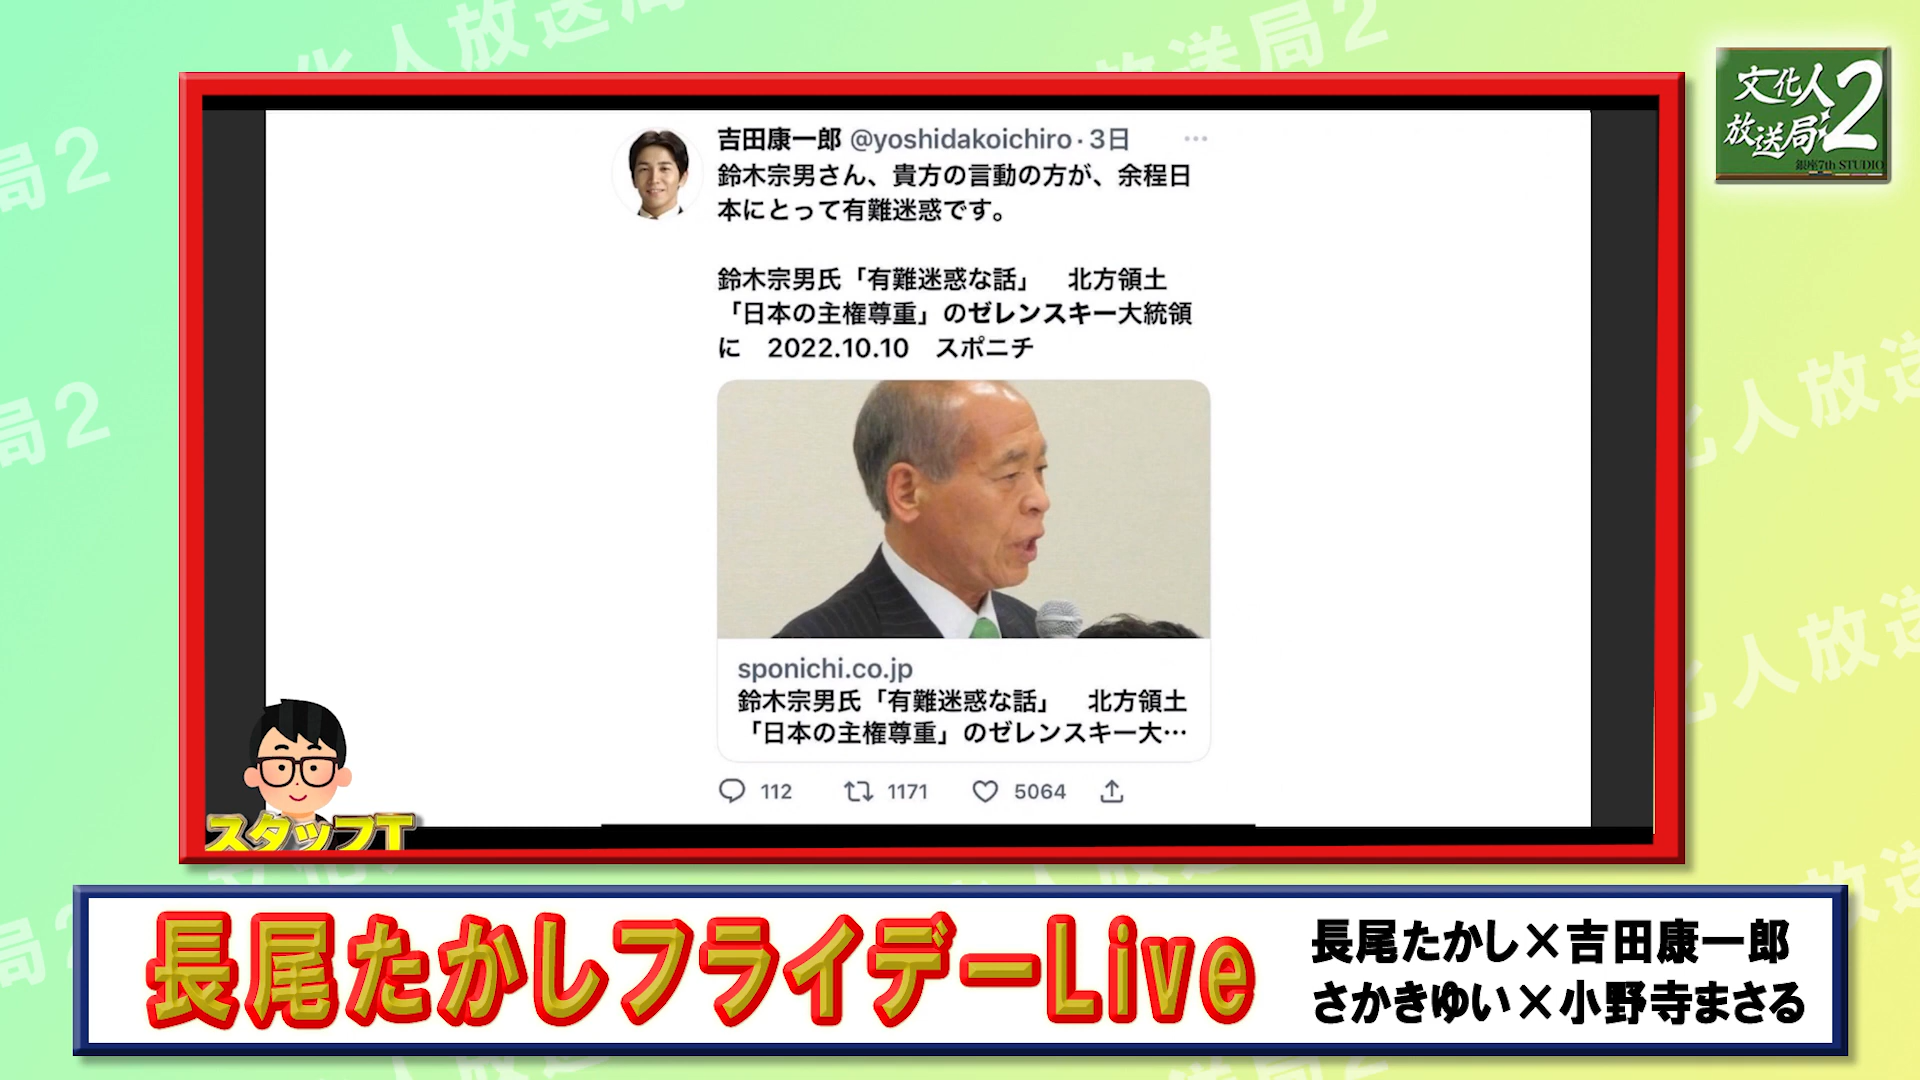 文化人
放送局2
銀座7th STUDIO
吉田康一郎 @yoshidakoichiro · 3日
鈴木宗男さん、貴方の言動の方が、余程日
本にとって有難迷惑です。
鈴木宗男氏「有難迷惑な話」　北方領土
「日本の主権尊重」のゼレンスキー大統領
に　2022.10.10　スポニチ
sponichi.co.jp
鈴木宗男氏「有難迷惑な話」　北方領土
「日本の主権尊重」のゼレンスキー大…
112 1171 5064
スタッフT
長尾たかしフライデーLive
長尾たかし×吉田康一郎
さかきゆい×小野寺まさる